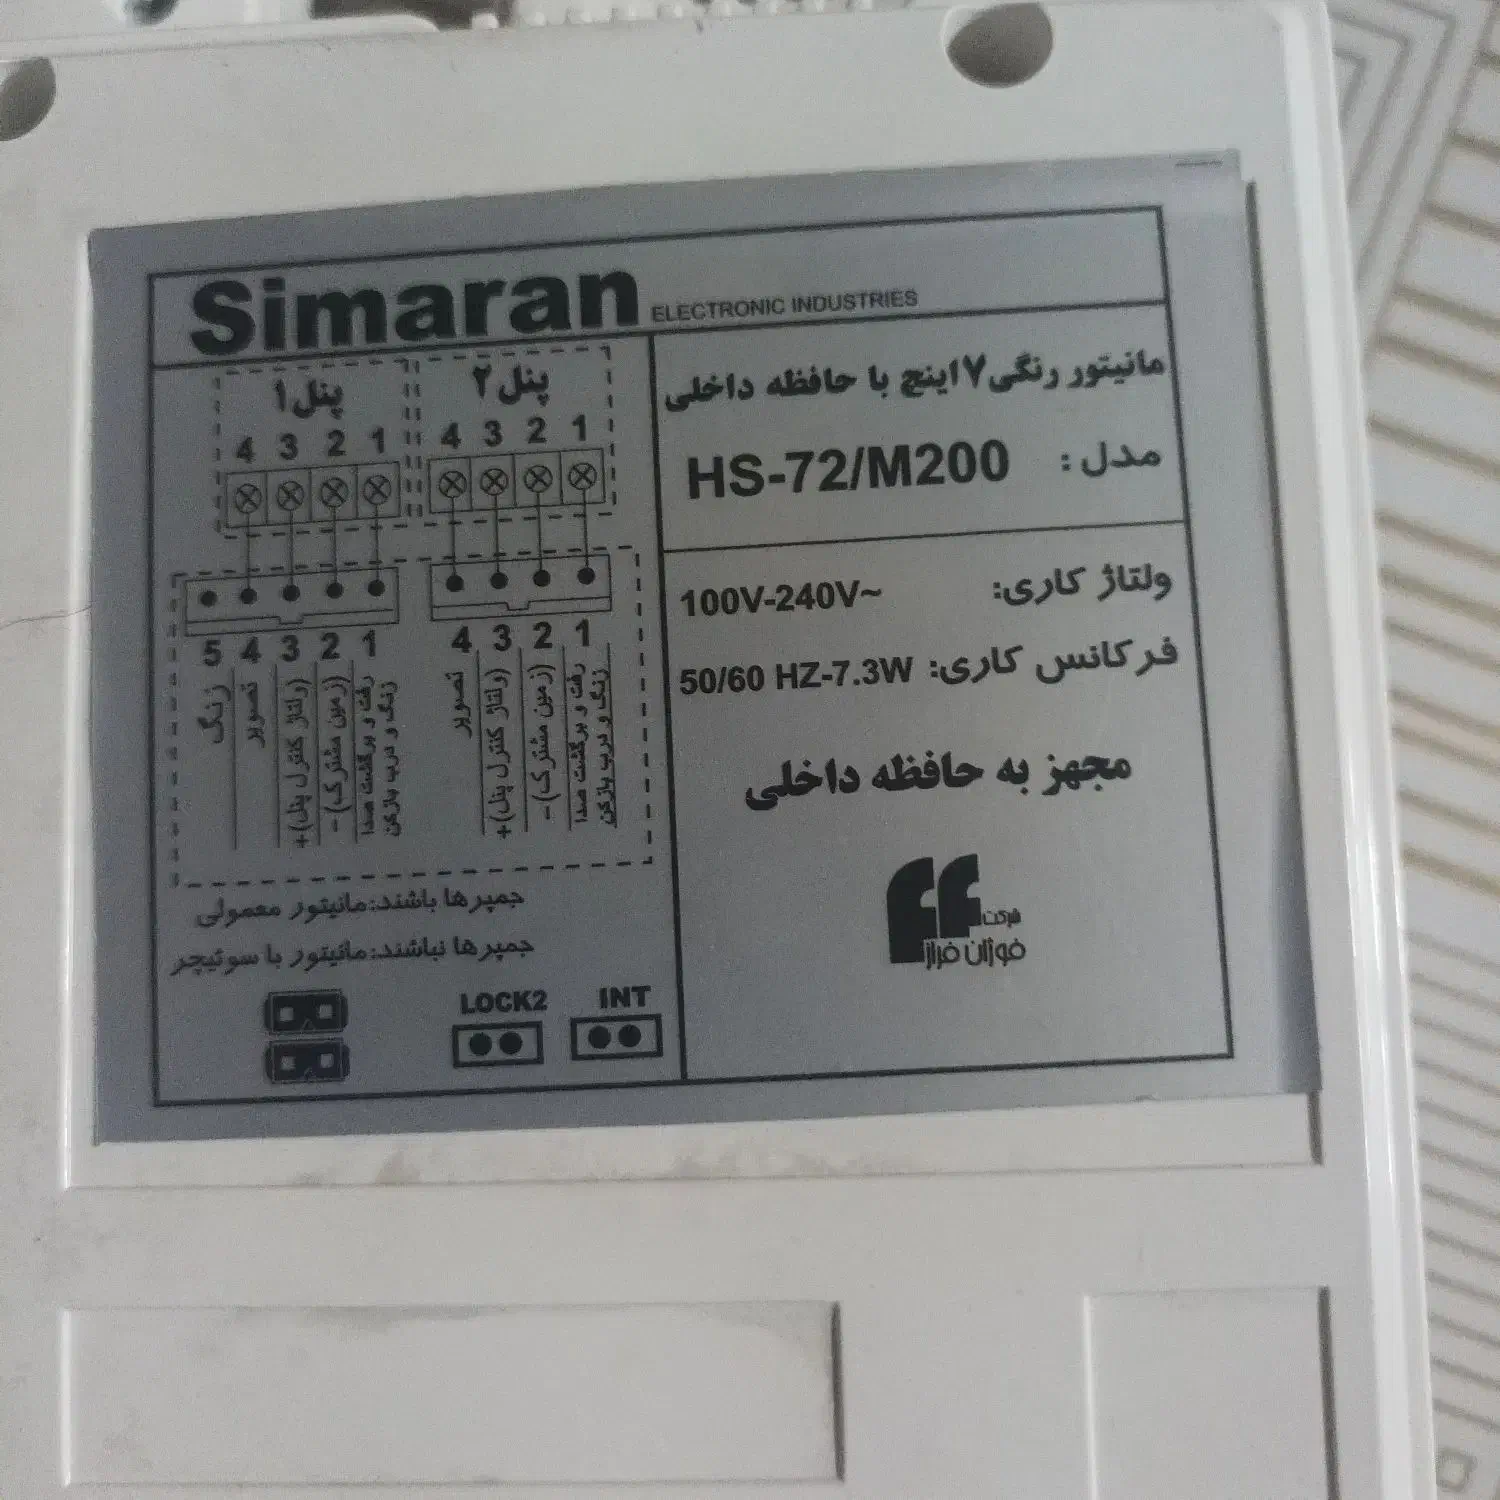 Simaran ELECTRONIC INDUSTRIES
مانیتور رنگی ۷ اینچ با حافظه داخلی
مدل : HS-72/M200
ولتاژ کاری: 100V-240V~
فرکانس کاری: 50/60 HZ-7.3W
مجهز به حافظه داخلی
شرکت
فوژان فراز
پنل ۱
4 3 2 1
5 4 3 2 1
زنگ
تصویر
(ولتاژ کنترل پنل)+
(زمین مشترک)-
رفت و برگشت صدا
زنگ و درب بازکن
پنل ۲
4 3 2 1
4 3 2 1
تصویر
(ولتاژ کنترل پنل)+
(زمین مشترک)-
رفت و برگشت صدا
زنگ و درب بازکن
جمپرها باشند:مانیتور معمولی
جمپرها نباشند:مانیتور با سوئیچر
LOCK2 INT